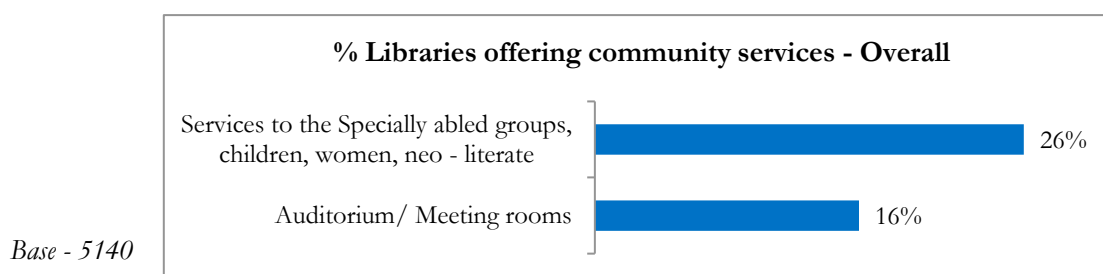 % Libraries offering community services - Overall
Services to the Specially abled groups,
children, women, neo - literate
26%
Auditorium/ Meeting rooms
16%
Base - 5140